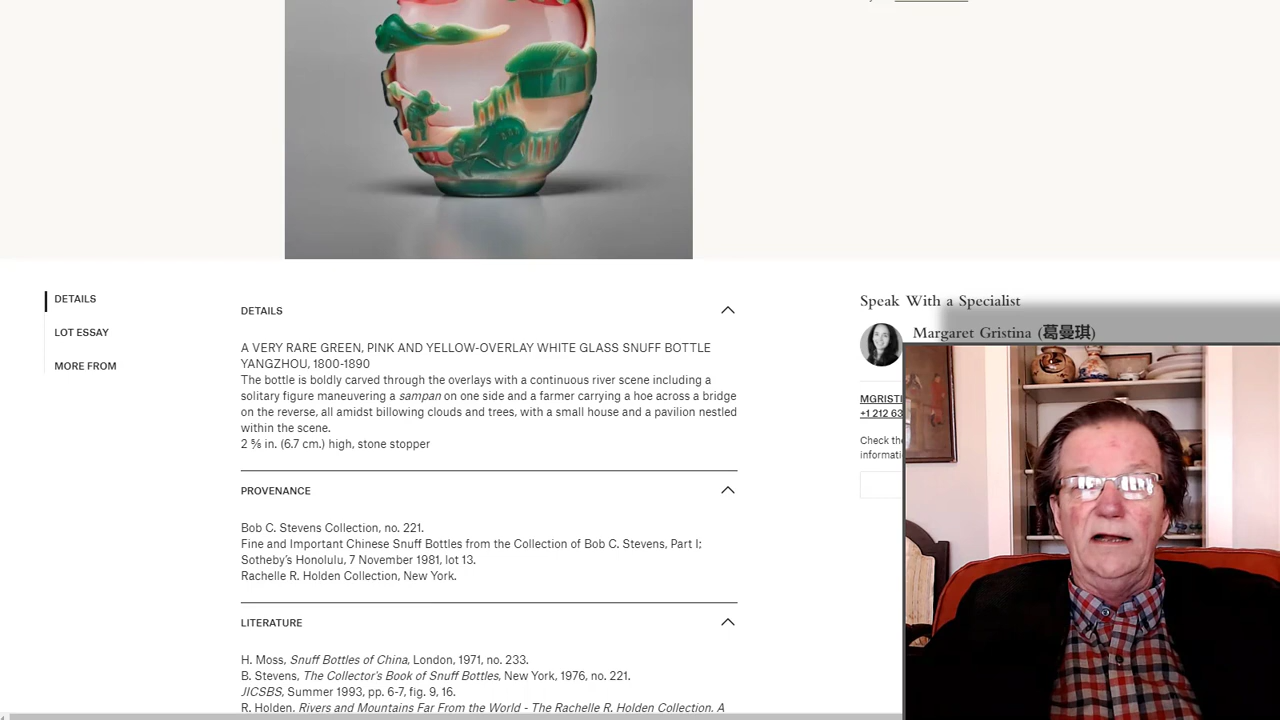 DETAILS
LOT ESSAY
MORE FROM
DETAILS
A VERY RARE GREEN, PINK AND YELLOW-OVERLAY WHITE GLASS SNUFF BOTTLE
YANGZHOU, 1800-1890
The bottle is boldly carved through the overlays with a continuous river scene including a
solitary figure maneuvering a sampan on one side and a farmer carrying a hoe across a bridge
on the reverse, all amidst billowing clouds and trees, with a small house and a pavilion nestled
within the scene.
2 ⅝ in. (6.7 cm.) high, stone stopper
PROVENANCE
Bob C. Stevens Collection, no. 221.
Fine and Important Chinese Snuff Bottles from the Collection of Bob C. Stevens, Part I;
Sotheby's Honolulu, 7 November 1981, lot 13.
Rachelle R. Holden Collection, New York.
LITERATURE
H. Moss, Snuff Bottles of China, London, 1971, no. 233.
B. Stevens, The Collector's Book of Snuff Bottles, New York, 1976, no. 221.
JICSBS, Summer 1993, pp. 6-7, fig. 9, 16.
R. Holden, Rivers and Mountains Far From the World - The Rachelle R. Holden Collection, A
Speak With a Specialist
Margaret Gristina (葛曼琪)
MGRISTI
+1 212 63
Check the
informati